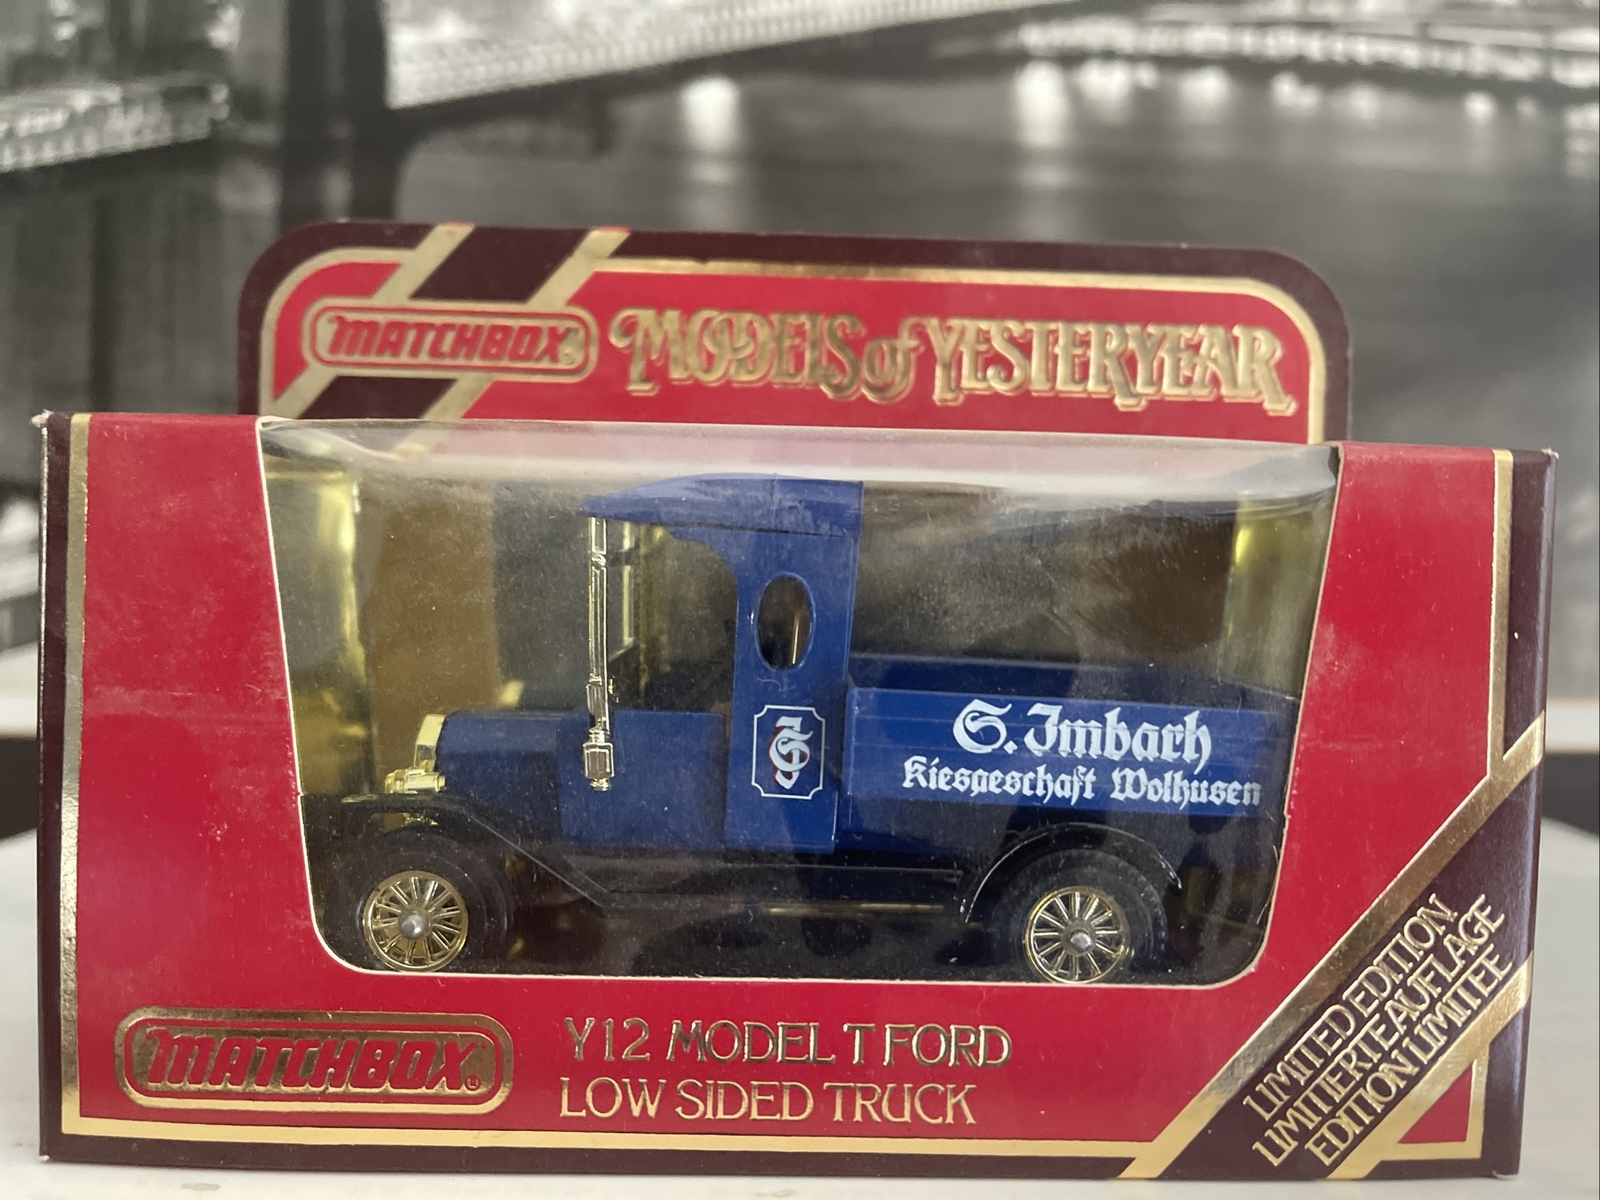 MATCHBOX® MODELS of YESTERYEAR
S. Imbach
Kiesgeschaft Wolhusen
MATCHBOX®
Y12 MODEL T FORD
LOW SIDED TRUCK
LIMITED EDITION
LIMITIERTE AUFLAGE
EDITION LIMITEE